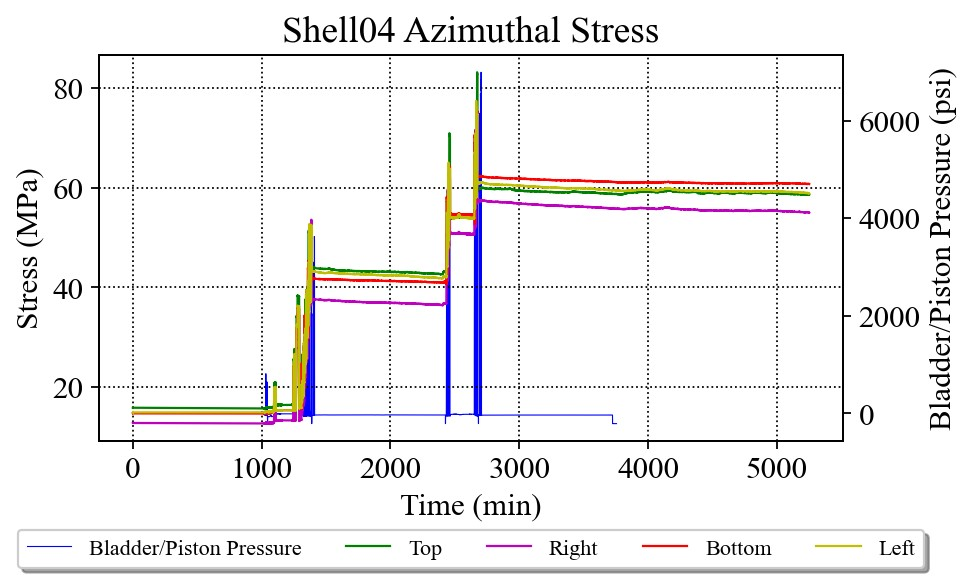 Shell04 Azimuthal Stress
Stress (MPa)
80
60
40
20
Bladder/Piston Pressure (psi)
6000
4000
2000
0
0 1000 2000 3000 4000 5000
Time (min)
Bladder/Piston Pressure Top Right Bottom Left